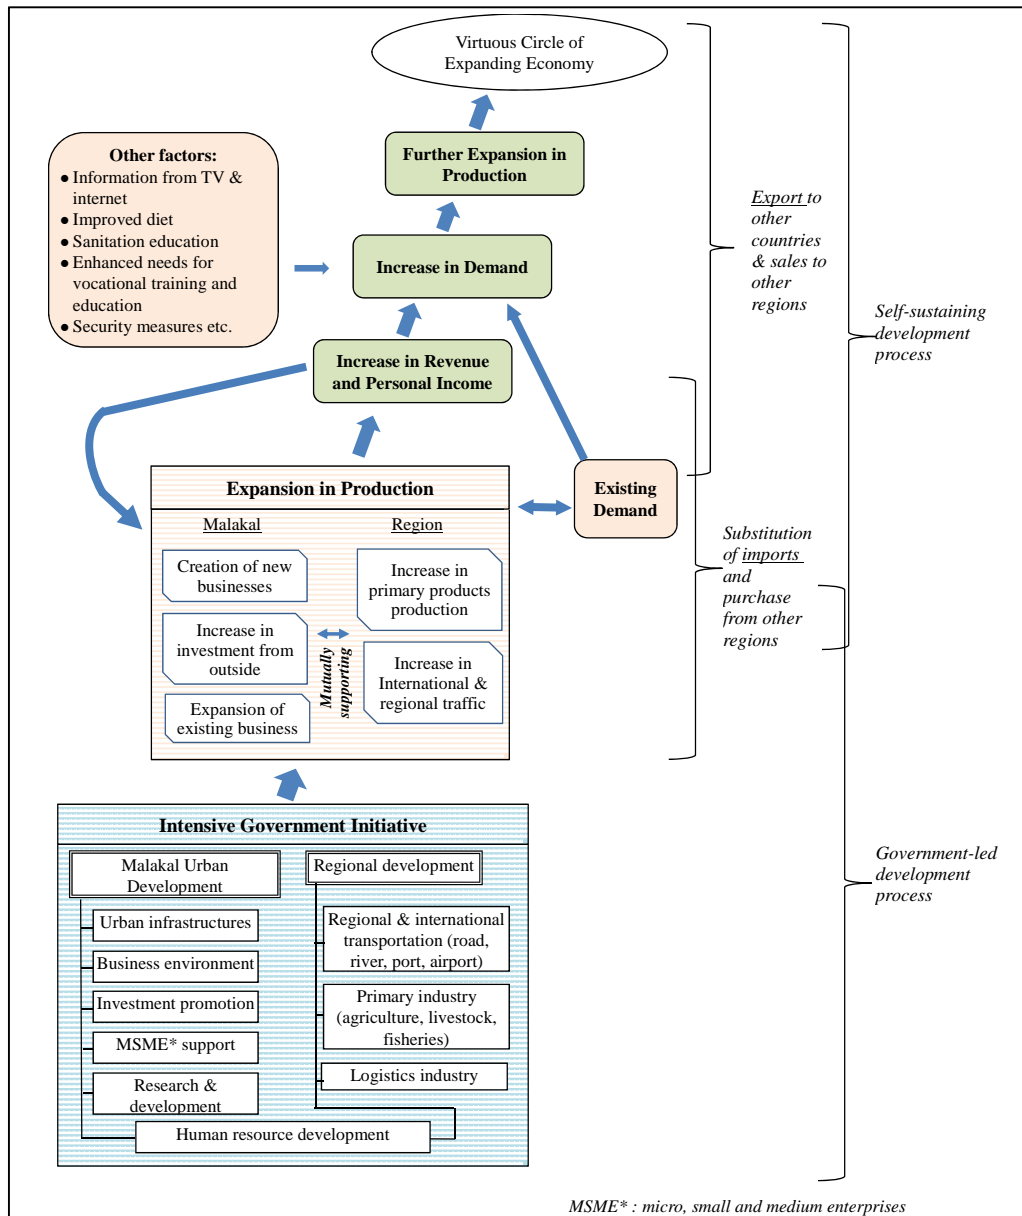 Virtuous Circle of
Expanding Economy
Further Expansion in
Production
Other factors:
● Information from TV &
internet
● Improved diet
● Sanitation education
● Enhanced needs for
vocational training and
education
● Security measures etc.
Increase in Demand
Export to
other
countries
& sales to
other
regions
Self-sustaining
development
process
Increase in Revenue
and Personal Income
Expansion in Production
Existing
Demand
Malakal
Region
Creation of new
businesses
Increase in
investment from
outside
Expansion of
existing business
Mutually
supporting
Increase in
primary products
production
Increase in
International &
regional traffic
Substitution
of imports
and
purchase
from other
regions
Intensive Government Initiative
Malakal Urban
Development
Urban infrastructures
Business environment
Investment promotion
MSME* support
Research &
development
Regional development
Regional & international
transportation (road,
river, port, airport)
Primary industry
(agriculture, livestock,
fisheries)
Logistics industry
Human resource development
Government-led
development
process
MSME* : micro, small and medium enterprises